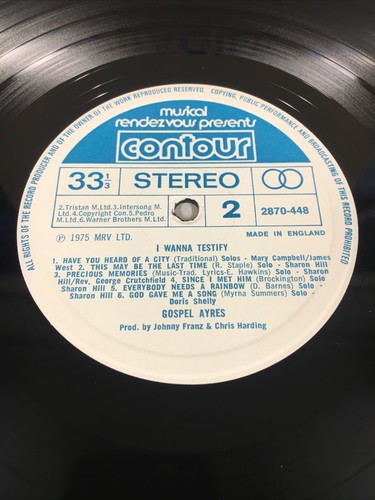 ALL RIGHTS OF THE RECORD PRODUCER AND OF THE OWNER OF THE WORK REPRODUCED RESERVED. COPYING, PUBLIC PERFORMANCE AND BROADCASTING OF THIS RECORD PROHIBITED
musical
rendezvous presents
contour
33 1/3 STEREO
2.Tristan M.Ltd.3.Intersong M.
Ltd.4.Copyright Con.5.Pedro
M.Ltd.6.Warner Brothers M.Ltd.
2 2870-448
℗ 1975 MRV LTD. MADE IN ENGLAND
I WANNA TESTIFY
1. HAVE YOU HEARD OF A CITY (Traditional) Solos - Mary Campbell/James
West 2. THIS MAY BE THE LAST TIME (R. Staple) Solo - Sharon Hill
3. PRECIOUS MEMORIES (Music-Trad. Lyrics-E. Hawkins) Solo - Sharon
Hill/Rev. George Crutchfield 4. SINCE I MET HIM (Brockington) Solo -
Sharon Hill 5. EVERYBODY NEEDS A RAINBOW (D. Barnes) Solo -
Sharon Hill 6. GOD GAVE ME A SONG (Myrna Summers) Solo -
Doris Shelly
GOSPEL AYRES
Prod. by Johnny Franz & Chris Harding